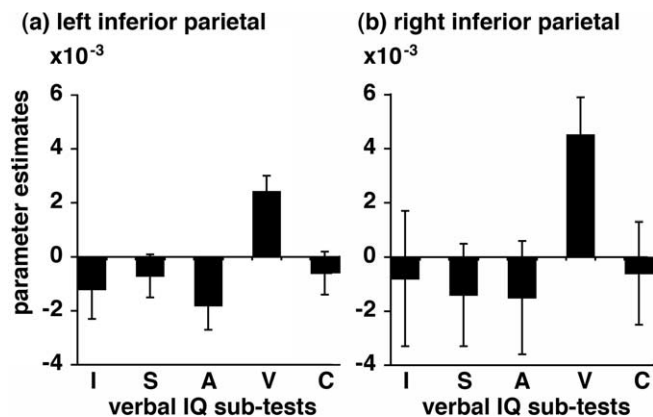 (a) left inferior parietal
x10⁻³
parameter estimates
6
4
2
0
-2
-4
I S A V C
verbal IQ sub-tests
(b) right inferior parietal
x10⁻³
6
4
2
0
-2
-4
I S A V C
verbal IQ sub-tests